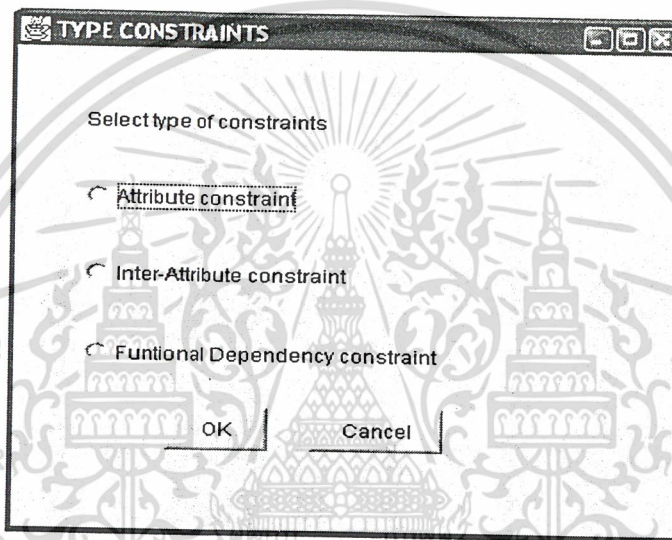 TYPE CONSTRAINTS
Select type of constraints
Attribute constraint
Inter-Attribute constraint
Funtional Dependency constraint
OK
Cancel